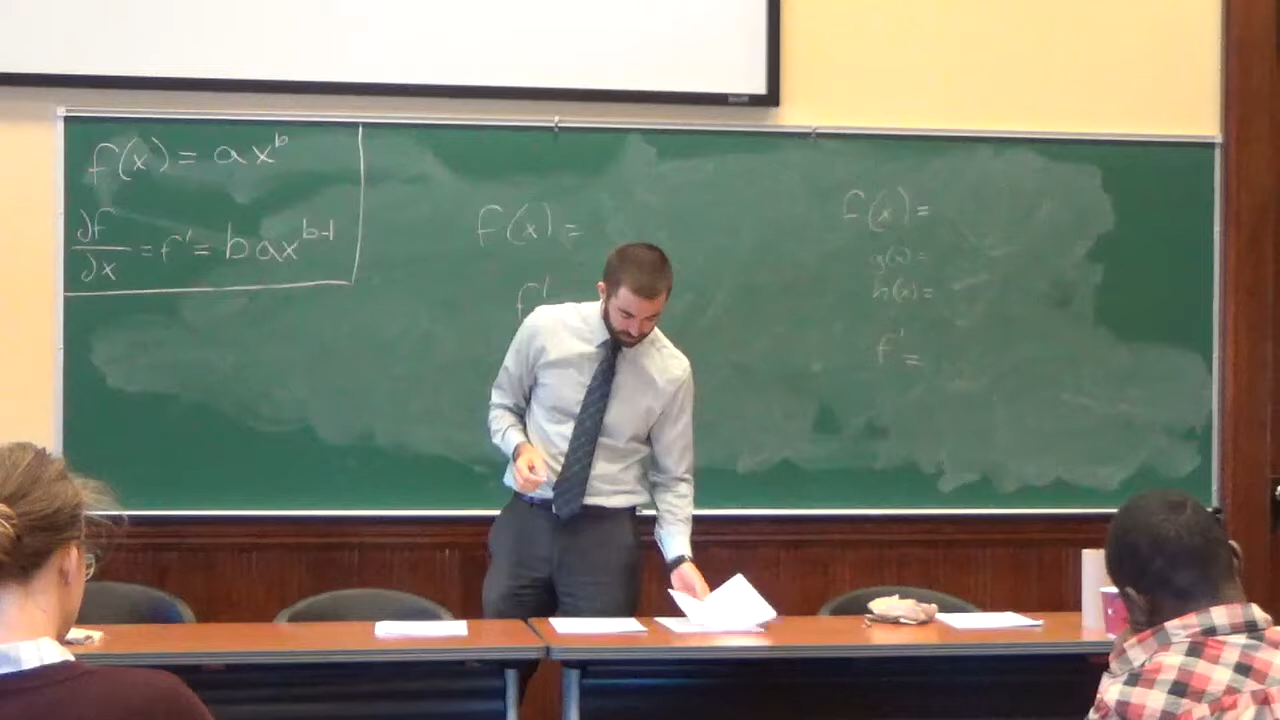 f(x) = ax^b
∂f/∂x = f' = bax^{b-1}
f(x) =
f'
f(x) =
g(x) =
h(x) =
f' =